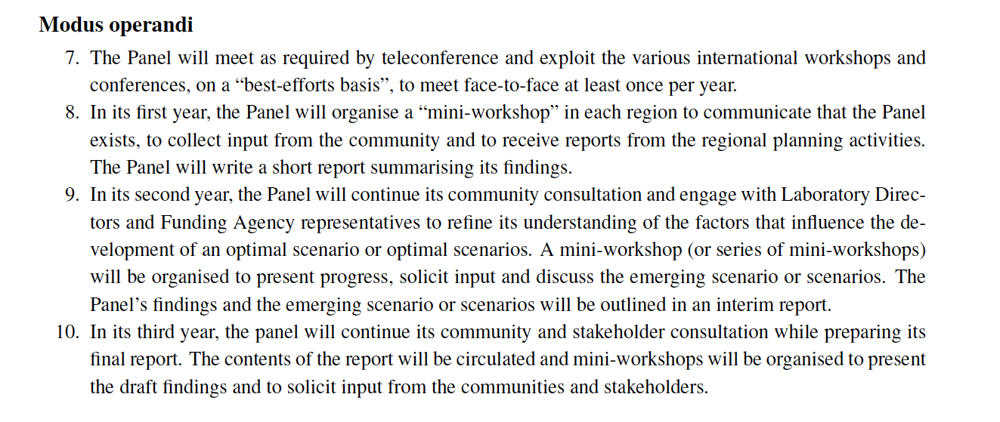 Modus operandi
7. The Panel will meet as required by teleconference and exploit the various international workshops and
conferences, on a “best-efforts basis”, to meet face-to-face at least once per year.
8. In its first year, the Panel will organise a “mini-workshop” in each region to communicate that the Panel
exists, to collect input from the community and to receive reports from the regional planning activities.
The Panel will write a short report summarising its findings.
9. In its second year, the Panel will continue its community consultation and engage with Laboratory Direc-
tors and Funding Agency representatives to refine its understanding of the factors that influence the de-
velopment of an optimal scenario or optimal scenarios. A mini-workshop (or series of mini-workshops)
will be organised to present progress, solicit input and discuss the emerging scenario or scenarios. The
Panel’s findings and the emerging scenario or scenarios will be outlined in an interim report.
10. In its third year, the panel will continue its community and stakeholder consultation while preparing its
final report. The contents of the report will be circulated and mini-workshops will be organised to present
the draft findings and to solicit input from the communities and stakeholders.